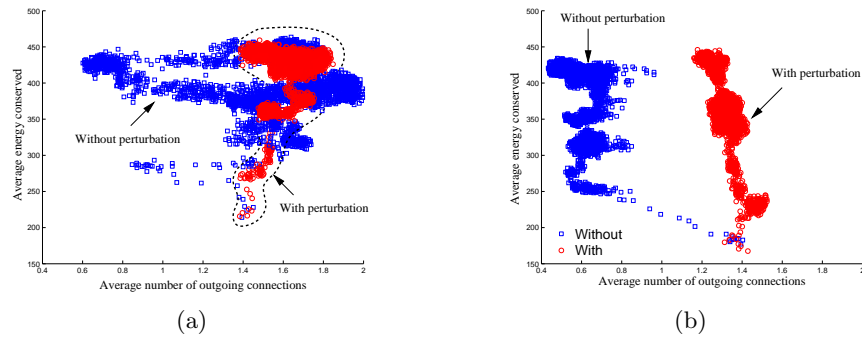 500
450
400
350
300
250
200
150
0.4
0.6
0.8
1
1.2
1.4
1.6
1.8
2
Average energy conserved
Average number of outgoing connections
Without perturbation
With perturbation
(a)
500
450
400
350
300
250
200
150
0.4
0.6
0.8
1
1.2
1.4
1.6
1.8
2
Average energy conserved
Average number of outgoing connections
Without perturbation
With perturbation
Without
With
(b)